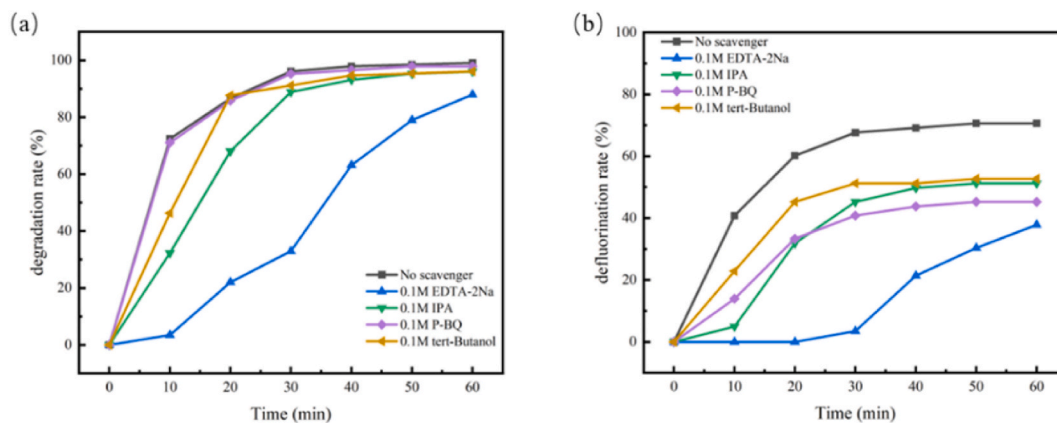 (a)
degradation rate (%)
100
80
60
40
20
0
No scavenger
0.1M EDTA-2Na
0.1M IPA
0.1M P-BQ
0.1M tert-Butanol
0 10 20 30 40 50 60
Time (min)
(b)
defluorination rate (%)
100
80
60
40
20
0
No scavenger
0.1M EDTA-2Na
0.1M IPA
0.1M P-BQ
0.1M tert-Butanol
0 10 20 30 40 50 60
Time (min)